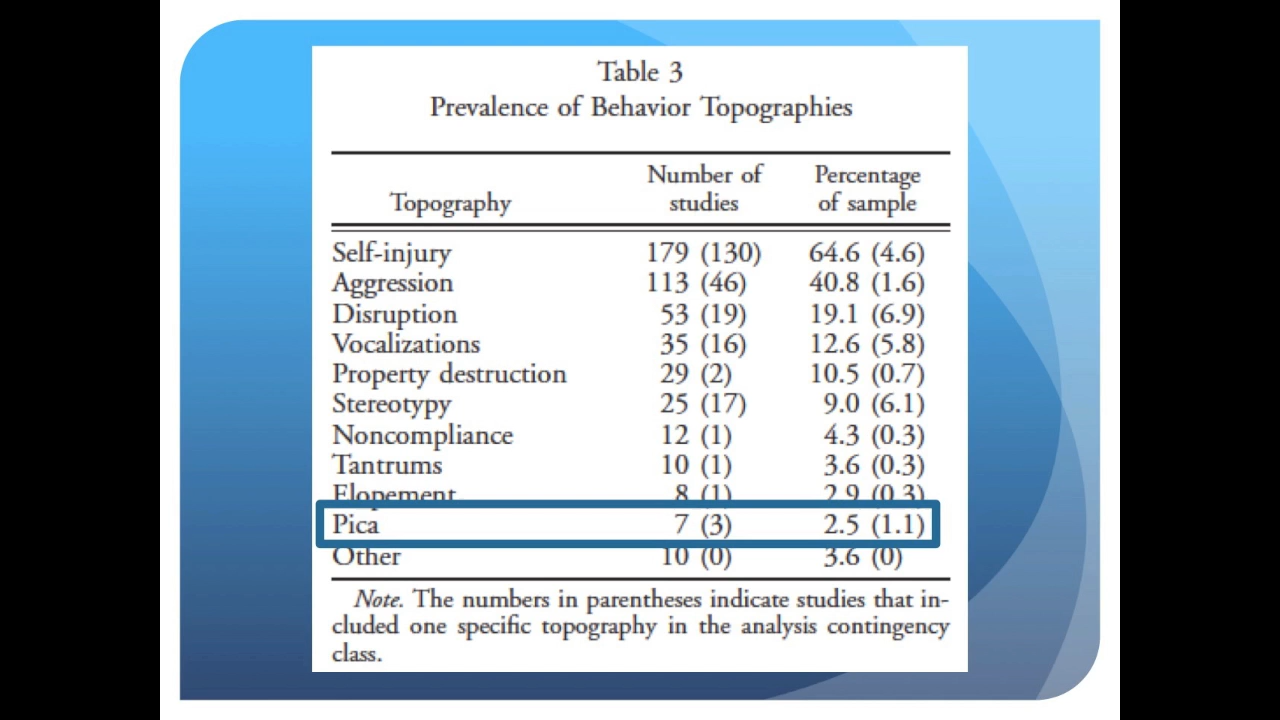 Table 3
Prevalence of Behavior Topographies
Topography Number of studies Percentage of sample
Self-injury 179 (130) 64.6 (4.6)
Aggression 113 (46) 40.8 (1.6)
Disruption 53 (19) 19.1 (6.9)
Vocalizations 35 (16) 12.6 (5.8)
Property destruction 29 (2) 10.5 (0.7)
Stereotypy 25 (17) 9.0 (6.1)
Noncompliance 12 (1) 4.3 (0.3)
Tantrums 10 (1) 3.6 (0.3)
Elopement 8 (1) 2.9 (0.3)
Pica 7 (3) 2.5 (1.1)
Other 10 (0) 3.6 (0)
Note. The numbers in parentheses indicate studies that in-
cluded one specific topography in the analysis contingency
class.